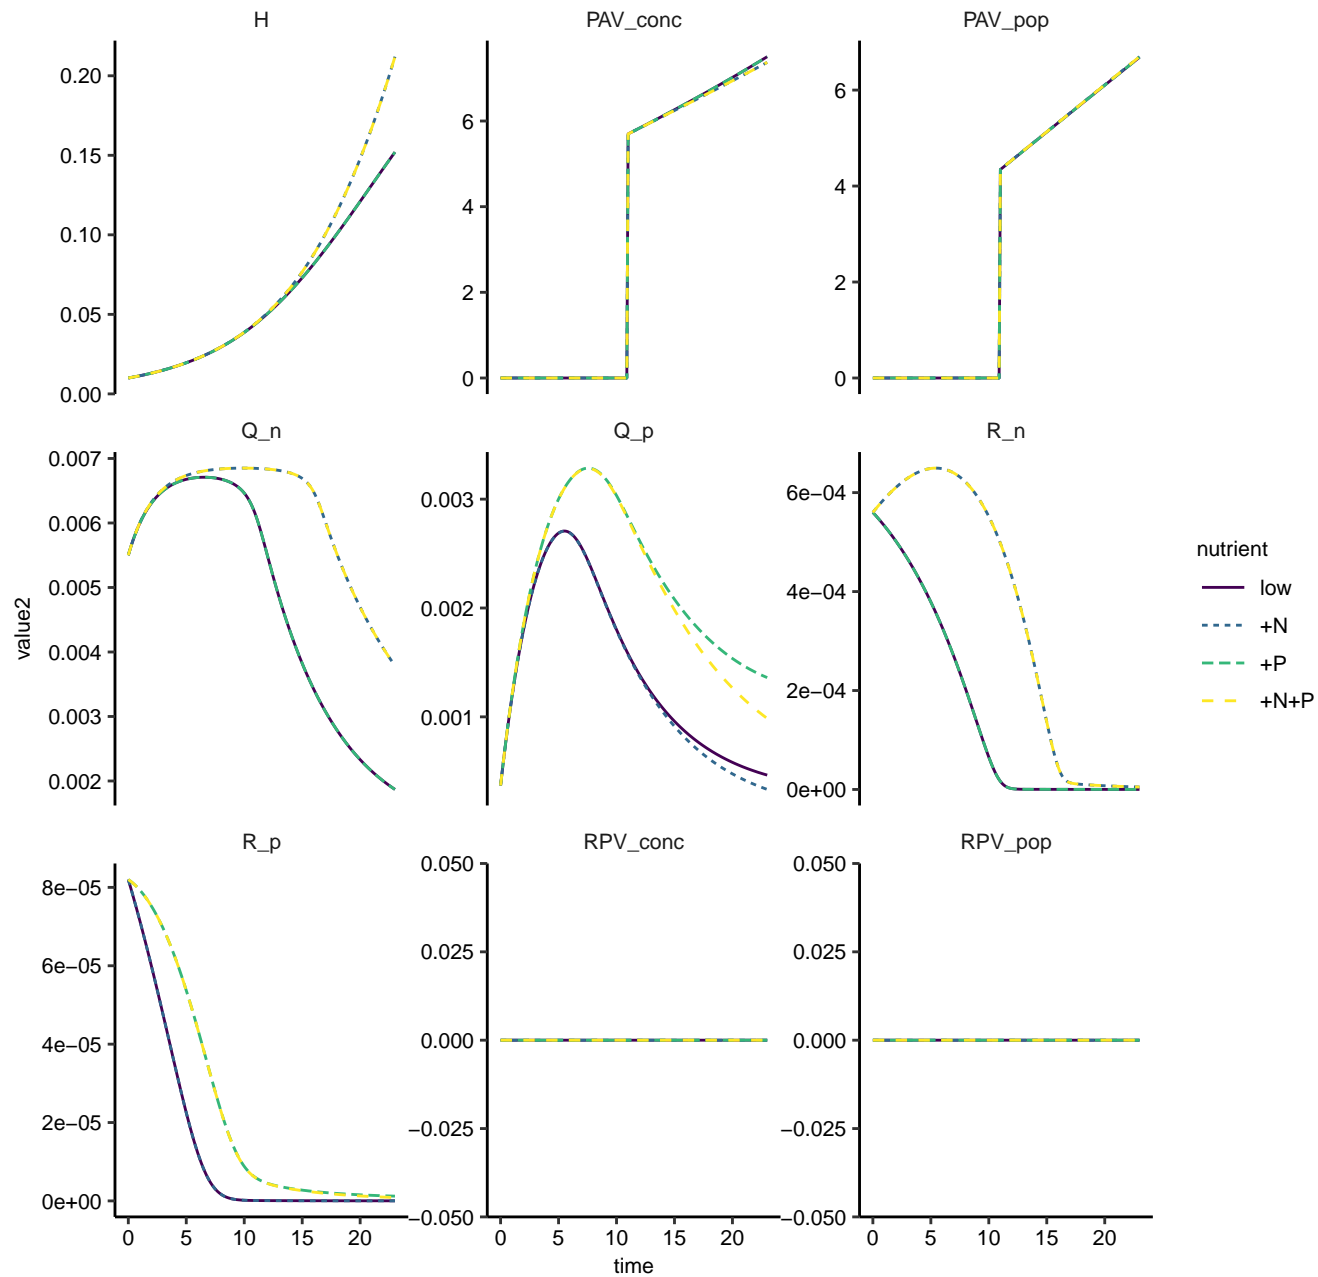 H
PAV_conc
PAV_pop
0.20
0.15
0.10
0.05
0.00
6
4
2
0
6
4
2
0
Q_n
Q_p
R_n
0.007
0.006
0.005
0.004
0.003
0.002
0.003
0.002
0.001
6e−04
4e−04
2e−04
0e+00
value2
nutrient
low
+N
+P
+N+P
R_p
RPV_conc
RPV_pop
8e−05
6e−05
4e−05
2e−05
0e+00
0.050
0.025
0.000
−0.025
−0.050
0.050
0.025
0.000
−0.025
−0.050
0 5 10 15 20
0 5 10 15 20
0 5 10 15 20
time